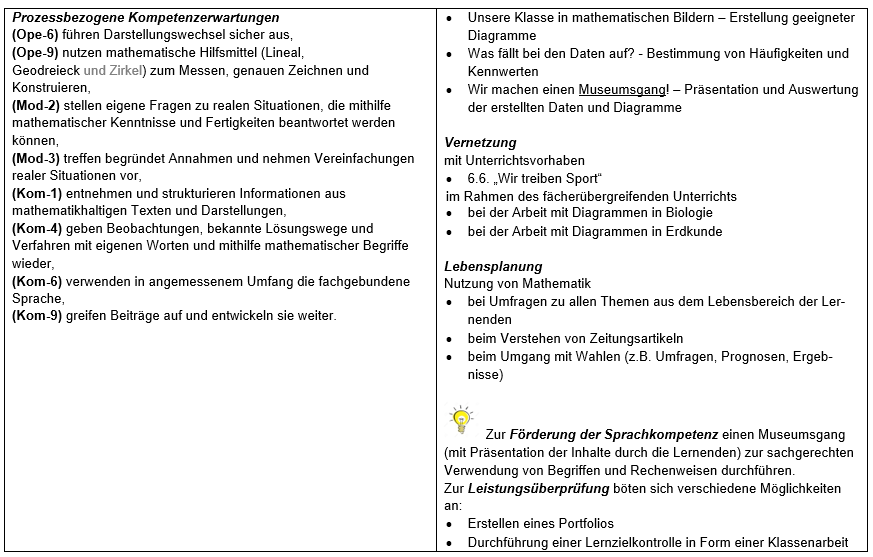 Prozessbezogene Kompetenzerwartungen
(Ope-6) führen Darstellungswechsel sicher aus,
(Ope-9) nutzen mathematische Hilfsmittel (Lineal,
Geodreieck und Zirkel) zum Messen, genauen Zeichnen und
Konstruieren,
(Mod-2) stellen eigene Fragen zu realen Situationen, die mithilfe
mathematischer Kenntnisse und Fertigkeiten beantwortet werden
können,
(Mod-3) treffen begründet Annahmen und nehmen Vereinfachungen
realer Situationen vor,
(Kom-1) entnehmen und strukturieren Informationen aus
mathematikhaltigen Texten und Darstellungen,
(Kom-4) geben Beobachtungen, bekannte Lösungswege und
Verfahren mit eigenen Worten und mithilfe mathematischer Begriffe
wieder,
(Kom-6) verwenden in angemessenem Umfang die fachgebundene
Sprache,
(Kom-9) greifen Beiträge auf und entwickeln sie weiter.
• Unsere Klasse in mathematischen Bildern – Erstellung geeigneter
Diagramme
• Was fällt bei den Daten auf? - Bestimmung von Häufigkeiten und
Kennwerten
• Wir machen einen Museumsgang! – Präsentation und Auswertung
der erstellten Daten und Diagramme
Vernetzung
mit Unterrichtsvorhaben
• 6.6. „Wir treiben Sport“
im Rahmen des fächerübergreifenden Unterrichts
• bei der Arbeit mit Diagrammen in Biologie
• bei der Arbeit mit Diagrammen in Erdkunde
Lebensplanung
Nutzung von Mathematik
• bei Umfragen zu allen Themen aus dem Lebensbereich der Ler-
nenden
• beim Verstehen von Zeitungsartikeln
• beim Umgang mit Wahlen (z.B. Umfragen, Prognosen, Ergeb-
nisse)
Zur Förderung der Sprachkompetenz einen Museumsgang
(mit Präsentation der Inhalte durch die Lernenden) zur sachgerechten
Verwendung von Begriffen und Rechenweisen durchführen.
Zur Leistungsüberprüfung böten sich verschiedene Möglichkeiten
an:
• Erstellen eines Portfolios
• Durchführung einer Lernzielkontrolle in Form einer Klassenarbeit